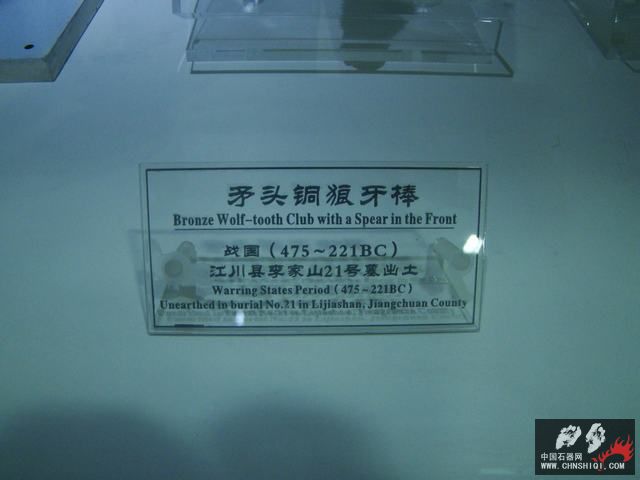 矛头铜狼牙棒
Bronze Wolf-tooth Club with a Spear in the Front
战国（475～221BC）
江川县李家山21号墓出土
Warring States Period（475～221BC）
Unearthed in burial No.21 in Lijiashan, Jiangchuan County
中国石器网
www.CHNSHIQI.COM